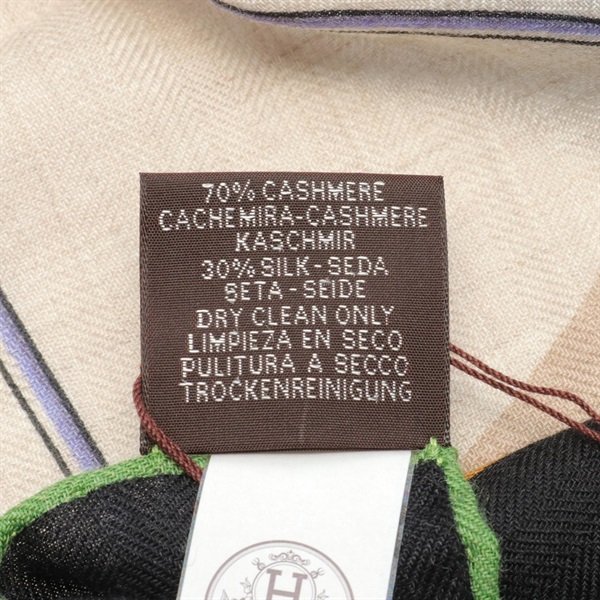 70% CASHMERE
CACHEMIRA-CASHMERE
KASCHMIR
30% SILK-SEDA
SETA-SEIDE
DRY CLEAN ONLY
LIMPIEZA EN SECO
PULITURA A SECCO
TROCKENREINIGUNG
H